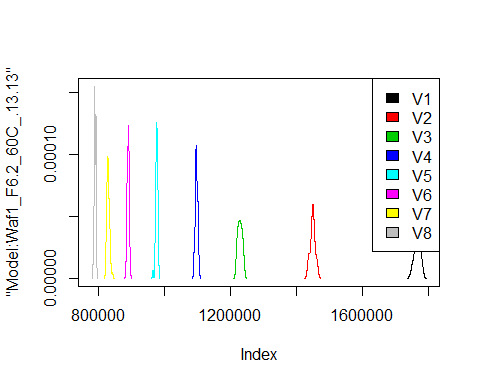 "Model:Waf1_F6.2_60C_.13.13"
0.00010
0.00000
V1
V2
V3
V4
V5
V6
V7
V8
800000 1200000 1600000
Index